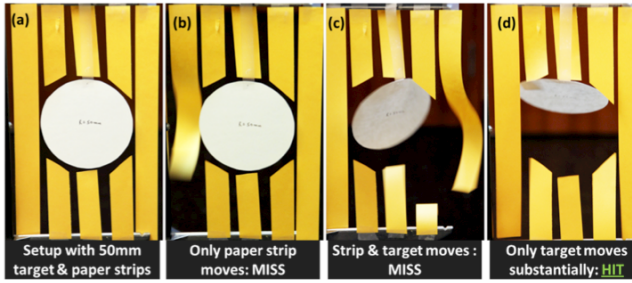 (a)
(b)
(c)
(d)
Setup with 50mm
target & paper strips
Only paper strip
moves: MISS
Strip & target moves :
MISS
Only target moves
substantially: HIT